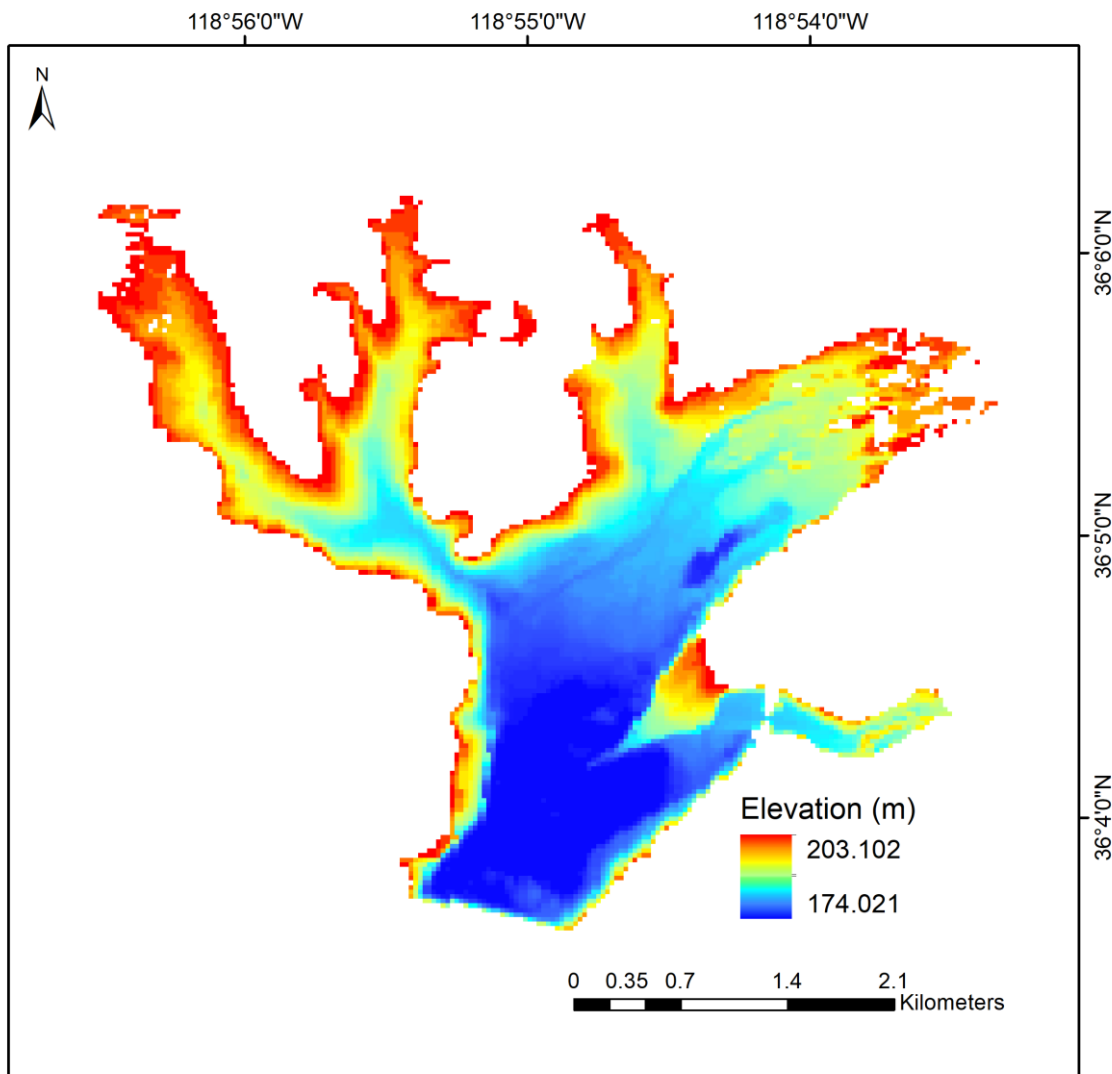 118°56'0"W 118°55'0"W 118°54'0"W
N
36°6'0"N
36°5'0"N
36°4'0"N
Elevation (m)
203.102
174.021
0 0.35 0.7 1.4 2.1
Kilometers